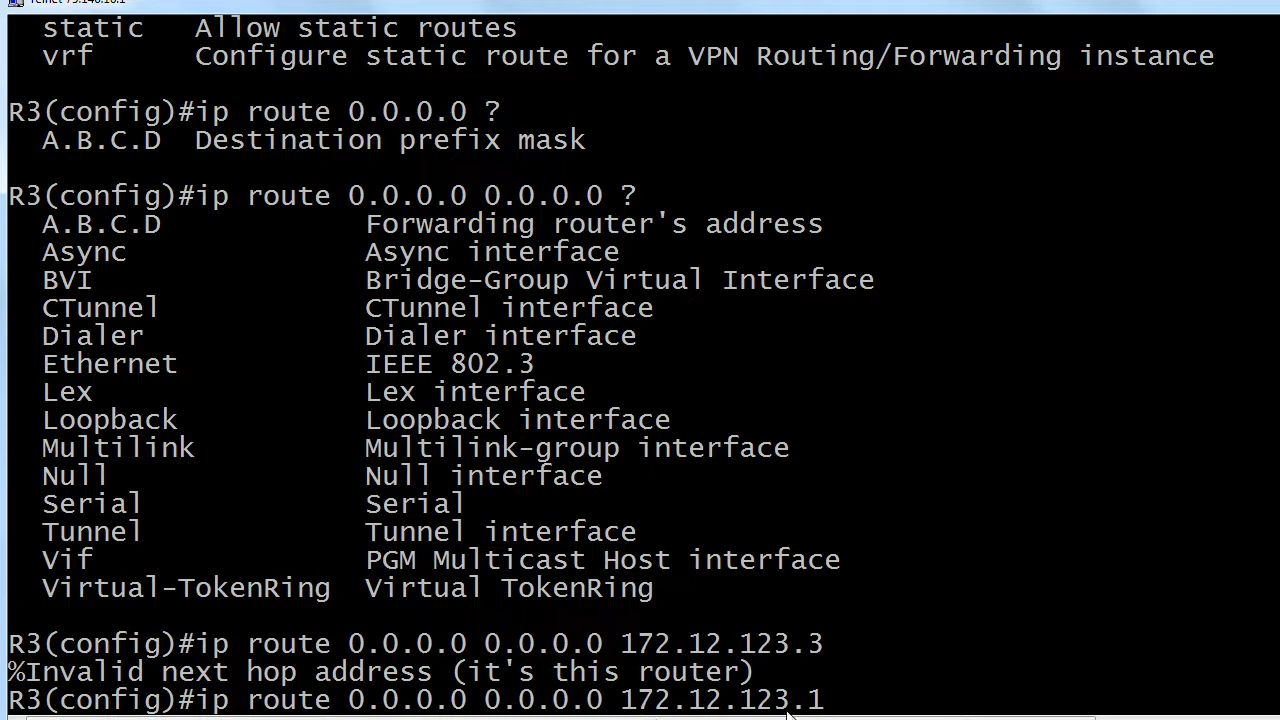 static   Allow static routes
vrf      Configure static route for a VPN Routing/Forwarding instance
R3(config)#ip route 0.0.0.0 ?
A.B.C.D  Destination prefix mask
R3(config)#ip route 0.0.0.0 0.0.0.0 ?
A.B.C.D            Forwarding router's address
Async              Async interface
BVI                Bridge-Group Virtual Interface
CTunnel            CTunnel interface
Dialer             Dialer interface
Ethernet           IEEE 802.3
Lex                Lex interface
Loopback           Loopback interface
Multilink          Multilink-group interface
Null               Null interface
Serial             Serial
Tunnel             Tunnel interface
Vif                PGM Multicast Host interface
Virtual-TokenRing  Virtual TokenRing
R3(config)#ip route 0.0.0.0 0.0.0.0 172.12.123.3
%Invalid next hop address (it's this router)
R3(config)#ip route 0.0.0.0 0.0.0.0 172.12.123.1